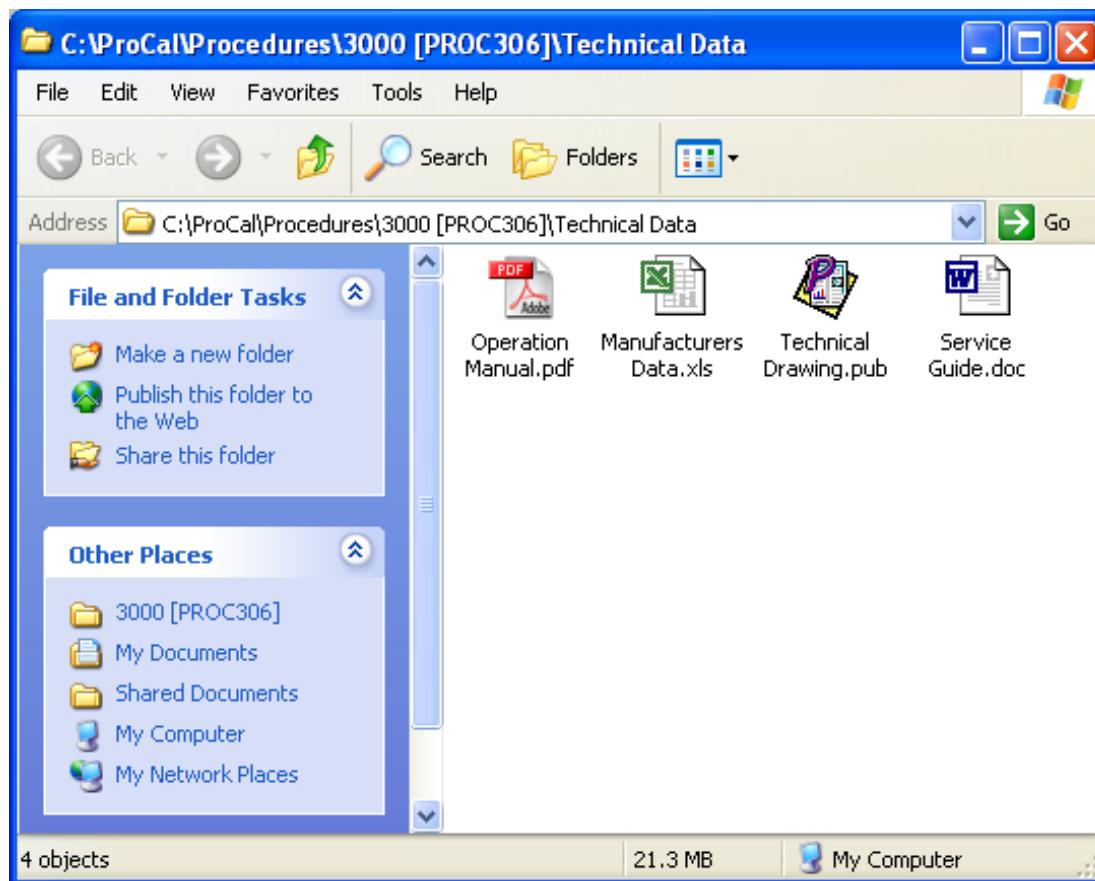 C:\ProCal\Procedures\3000 [PROC306]\Technical Data
File Edit View Favorites Tools Help
Back Search Folders
Address C:\ProCal\Procedures\3000 [PROC306]\Technical Data Go
File and Folder Tasks
Make a new folder
Publish this folder to
the Web
Share this folder
Other Places
3000 [PROC306]
My Documents
Shared Documents
My Computer
My Network Places
PDF
Adobe
Operation
Manual.pdf
Manufacturers
Data.xls
Technical
Drawing.pub
W
Service
Guide.doc
4 objects 21.3 MB My Computer